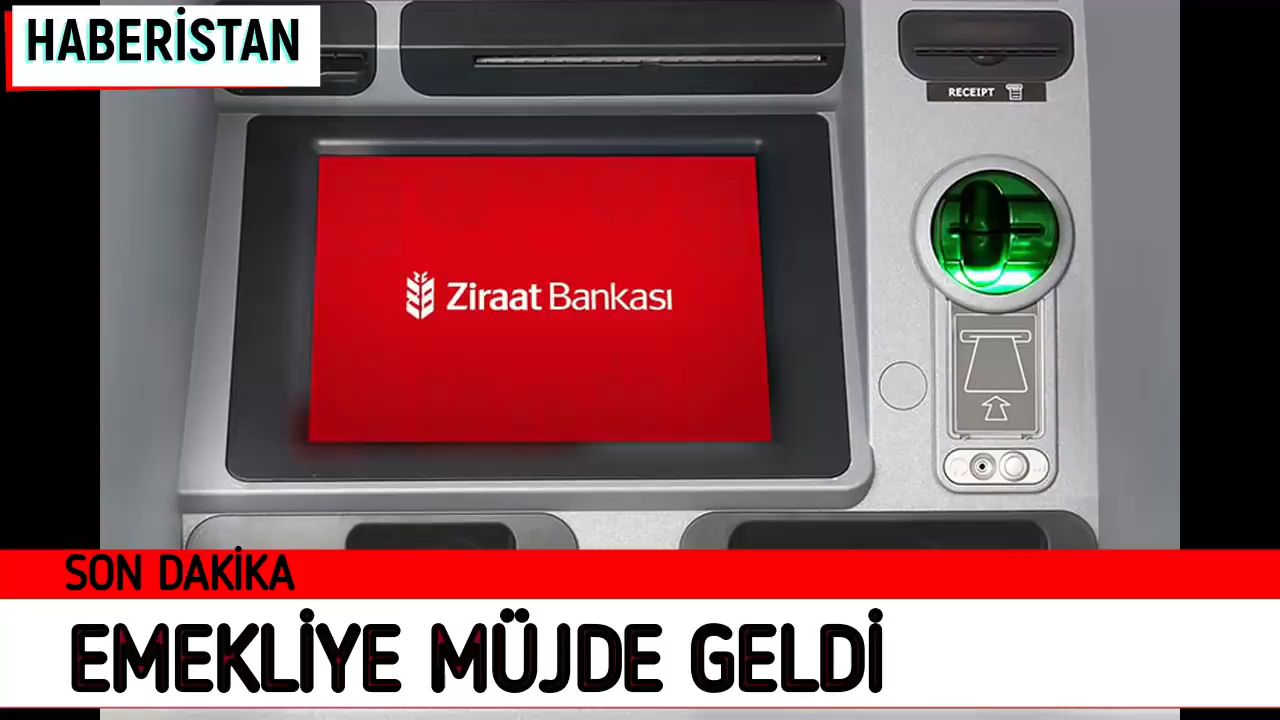 HABERİSTAN
RECEIPT
Ziraat Bankası
SON DAKİKA
EMEKLİYE MÜJDE GELDİ